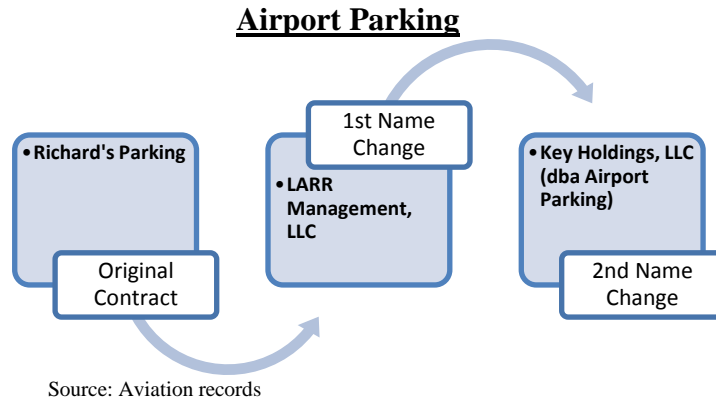 Airport Parking
•Richard's Parking
Original
Contract
1st Name
Change
•LARR
Management,
LLC
•Key Holdings, LLC
(dba Airport
Parking)
2nd Name
Change
Source: Aviation records